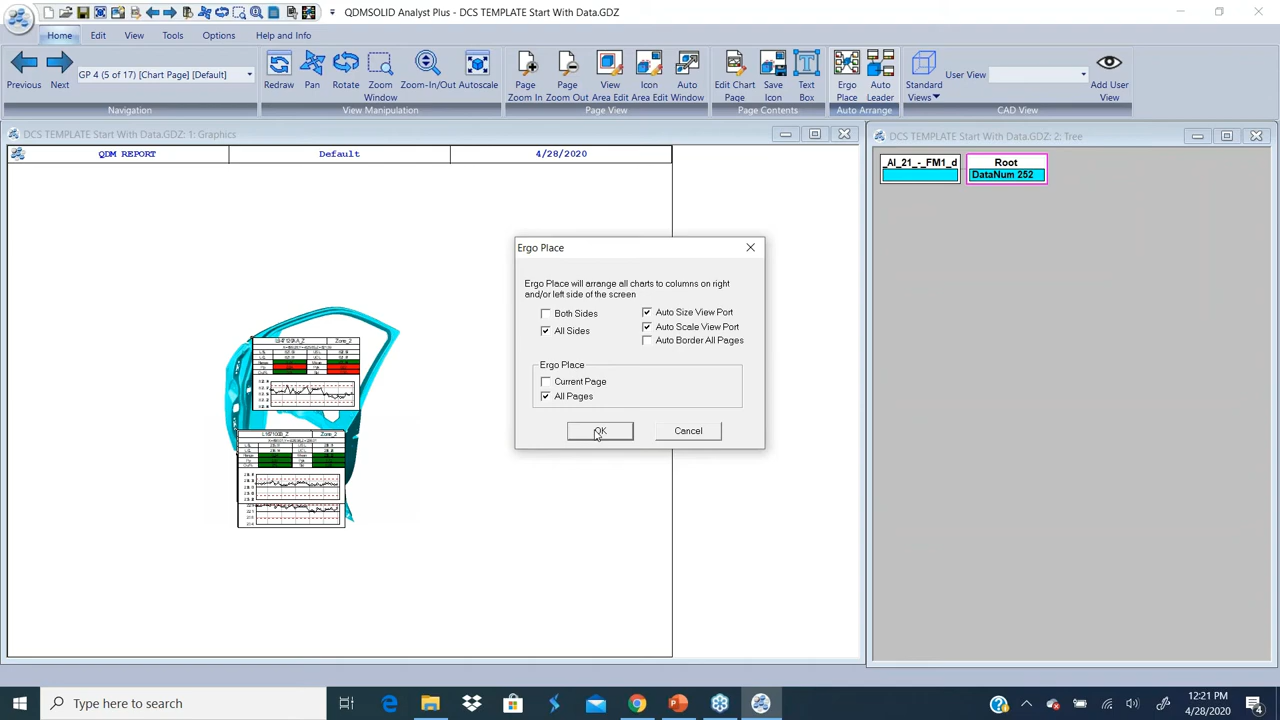 QDMSOLID Analyst Plus - DCS TEMPLATE Start With Data.GDZ
Home Edit View Tools Options Help and Info
GP 4 (5 of 17) [Chart Page] [Default]
Previous Next
Navigation
Redraw Pan Rotate Zoom Window Zoom-In/Out Autoscale
View Manipulation
Page Zoom In Page Zoom Out View Area Edit Icon Area Edit Auto Window
Page View
Edit Chart Page Save Icon Text Box
Page Contents
Ergo Place Auto Leader
Auto Arrange
Standard Views User View Add User View
CAD View
DCS TEMPLATE Start With Data.GDZ: 1: Graphics
QDM REPORT Default 4/28/2020
Zone_2
Zone_2
Ergo Place
Ergo Place will arrange all charts to columns on right
and/or left side of the screen
Both Sides Auto Size View Port
All Sides Auto Scale View Port
Auto Border All Pages
Ergo Place
Current Page
All Pages
OK Cancel
DCS TEMPLATE Start With Data.GDZ: 2: Tree
_AI_21_-_FM1_d Root
DataNum 252
Type here to search
12:21 PM
4/28/2020
4